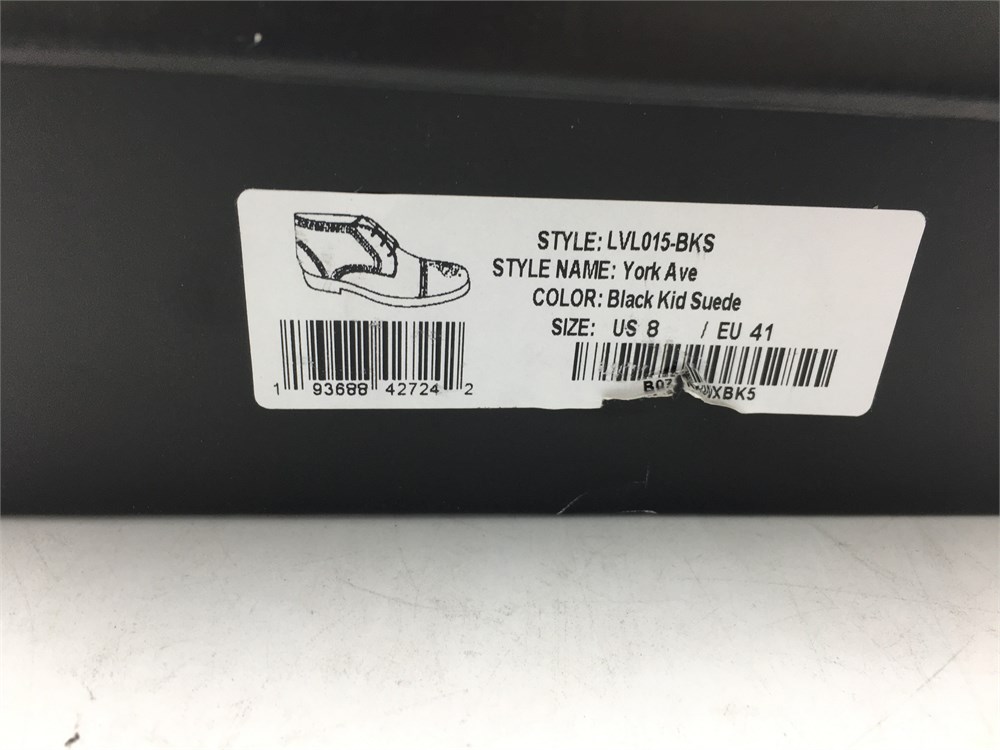 STYLE: LVL015-BKS
STYLE NAME: York Ave
COLOR: Black Kid Suede
SIZE: US 8 / EU 41
1 93688 42724 2